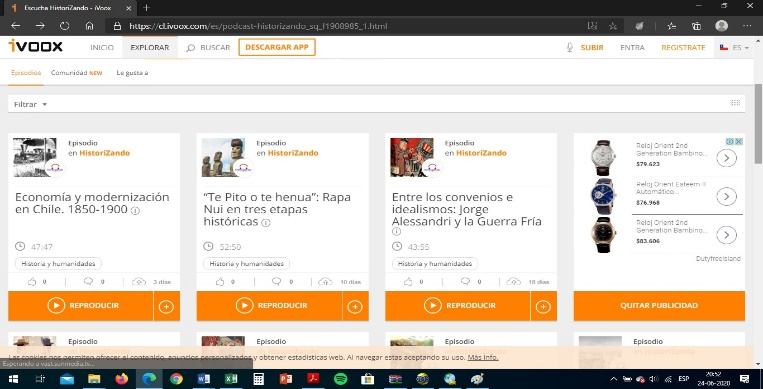 Escucha HistoriZando - iVoox
https://cl.ivoox.com/es/podcast-historizando_sq_f1908985_1.html
iVOOX INICIO EXPLORAR BUSCAR DESCARGAR APP SUBIR ENTRA REGISTRATE ES
Episodios Comunidad NEW Le gusta a
Filtrar
Episodio
en HistoriZando
Economía y modernización
en Chile. 1850-1900
47:47
Historia y humanidades
0 0 3 días
REPRODUCIR
Episodio
en HistoriZando
“Te Pito o te henua”: Rapa
Nui en tres etapas
históricas
52:50
Historia y humanidades
0 0 10 días
REPRODUCIR
Episodio
en HistoriZando
Entre los convenios e
idealismos: Jorge
Alessandri y la Guerra Fría
43:55
Historia y humanidades
0 0 18 días
REPRODUCIR
Reloj Orient 2nd
Generation Bambino...
$79.623
Reloj Orient Esteem II
Automático...
$76.968
Reloj Orient 2nd
Generation Bambino...
$83.606
Dutyfreeisland
QUITAR PUBLICIDAD
Episodio
Episodio
Episodio
Episodio
Las cookies nos permiten ofrecer el contenido, anuncios personalizados y obtener estadísticas web. Al navegar estas aceptando su uso. Más info.
Esperando a vast.sunmedia.tv...
ESP
20:52
24-06-2020